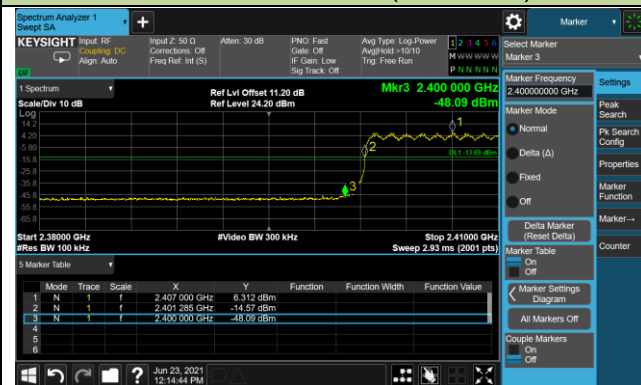 Spectrum Analyzer 1
Swept SA
+
Marker
KEYSIGHT
Input: RF
Coupling: DC
Align: Auto
Input Z: 50 Ω
Corrections: Off
Freq Ref: Int (S)
Atten: 30 dB
PNO: Fast
Gate: Off
IF Gain: Low
Sig Track: Off
Avg Type: Log-Power
Avg|Hold:>10/10
Trig: Free Run
1 2 3 4 5 6
M W W W W W
P N N N N N
LVI
Select Marker
Marker 3
Marker Frequency
2.400000000 GHz
Settings
1 Spectrum
Ref Lvl Offset 11.20 dB
Mkr3 2.400 000 GHz
Scale/Div 10 dB
Ref Level 24.20 dBm
-48.09 dBm
Log
14.2
4.20
-5.80
-15.8
-25.8
-35.8
-45.8
-55.8
-65.8
1
2
3
DL1 -13.69 dBm
Marker Mode
Normal
Delta (Δ)
Fixed
Off
Peak Search
Pk Search Config
Properties
Marker Function
Marker→
Counter
Start 2.38000 GHz
#Video BW 300 kHz
Stop 2.41000 GHz
#Res BW 100 kHz
Sweep 2.93 ms (2001 pts)
Delta Marker
(Reset Delta)
Marker Table
On
Off
Marker Settings
Diagram
All Markers Off
Couple Markers
On
Off
5 Marker Table
Mode Trace Scale X Y Function Function Width Function Value
1 N 1 f 2.407 000 GHz 6.312 dBm
2 N 1 f 2.401 285 GHz -14.57 dBm
3 N 1 f 2.400 000 GHz -48.09 dBm
4
5
6
?
Jun 23, 2021
12:14:44 PM